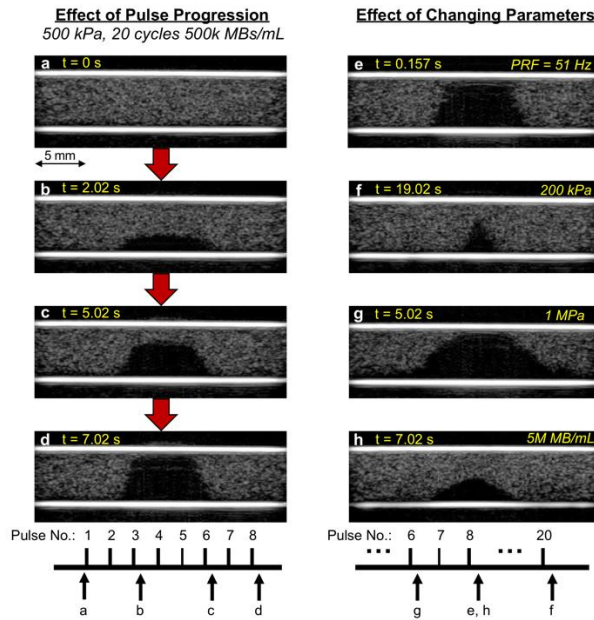 Effect of Pulse Progression
500 kPa, 20 cycles 500k MBs/mL
a t = 0 s
5 mm
b t = 2.02 s
c t = 5.02 s
d t = 7.02 s
Pulse No.: 1 2 3 4 5 6 7 8
a b c d
Effect of Changing Parameters
e t = 0.157 s PRF = 51 Hz
f t = 19.02 s 200 kPa
g t = 5.02 s 1 MPa
h t = 7.02 s 5M MB/mL
Pulse No.: 6 7 8 20
... ...
g e, h f